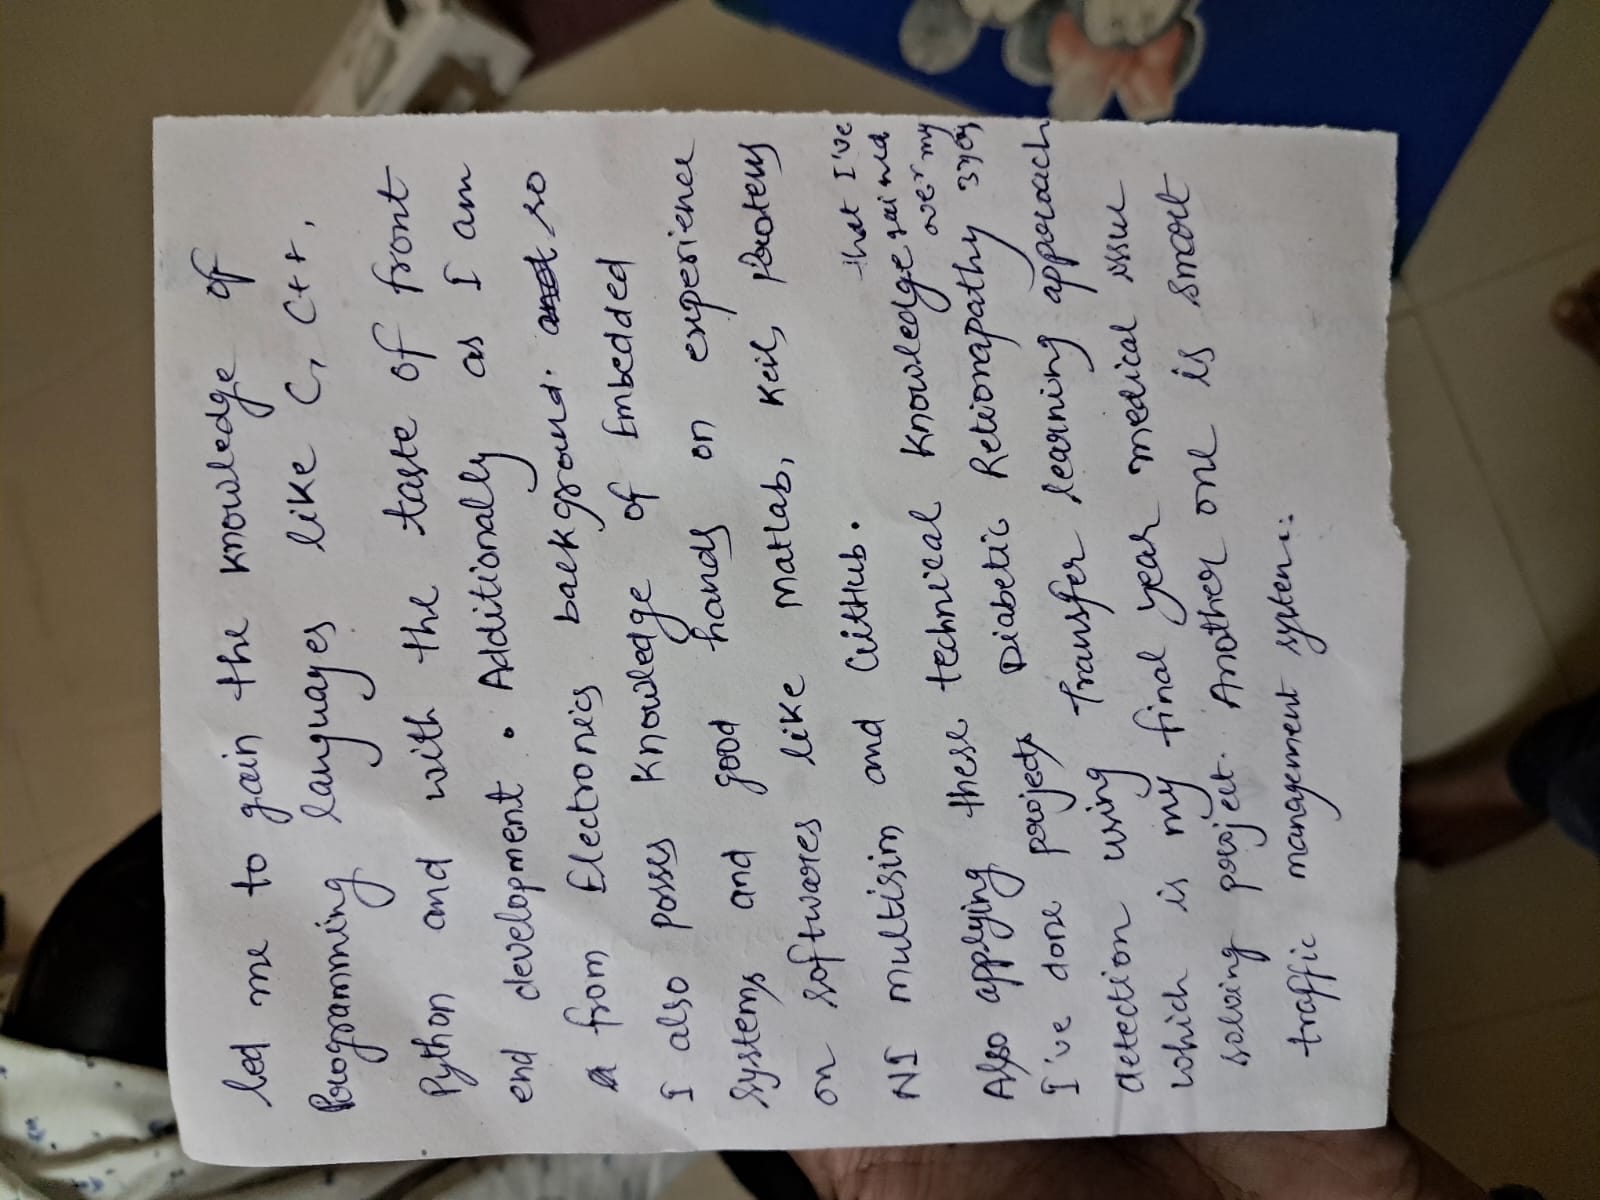 led me to gain the knowledge of
Programming languages like C, C++,
Python and with the taste of front
end development. Additionally as I am
from Electronics background. so
I also posses knowledge of Embedded
Systems and good hands on experience
on softwares like Matlab, Keil, Proteus
NI multisim and GitHub.
that I've
Also applying these technical knowledge gained
over my
I've done projects Diabetic Retionapathy 3yrs
detection using Transfer learning approach
which is my final year medical issue
solving project. Another one is smart
traffic management system.